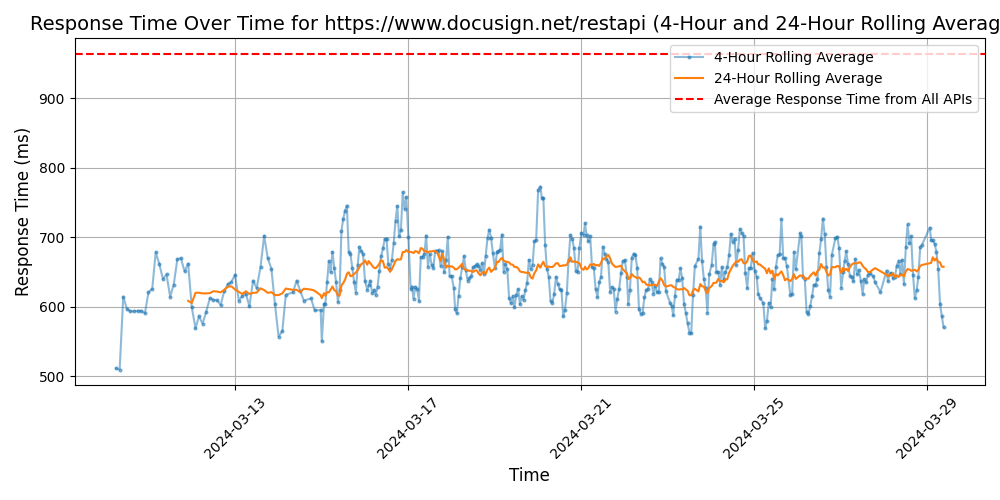 Response Time Over Time for https://www.docusign.net/restapi (4-Hour and 24-Hour Rolling Averag
4-Hour Rolling Average
24-Hour Rolling Average
Average Response Time from All APIs
Response Time (ms)
900
800
700
600
500
2024-03-13
2024-03-17
2024-03-21
2024-03-25
2024-03-29
Time